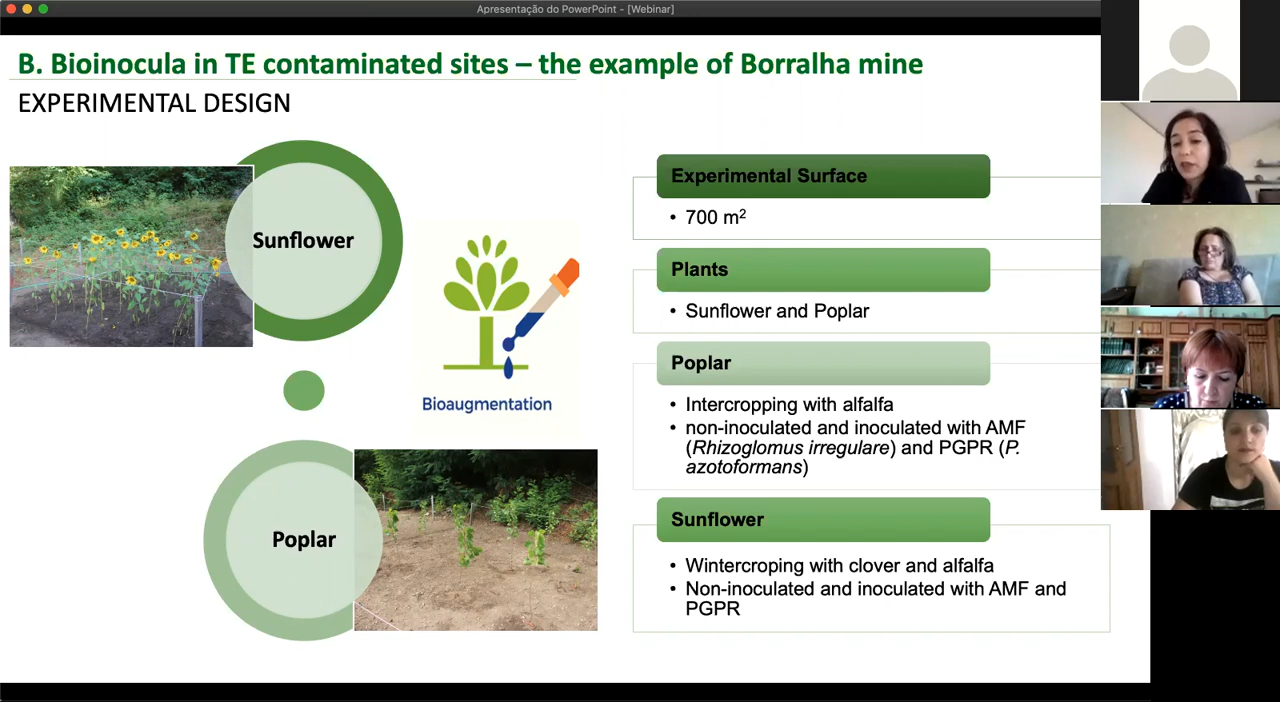 Apresentação do PowerPoint - [Webinar]
B. Bioinocula in TE contaminated sites – the example of Borralha mine
EXPERIMENTAL DESIGN
Sunflower
Bioaugmentation
Poplar
Experimental Surface
• 700 m²
Plants
• Sunflower and Poplar
Poplar
• Intercropping with alfalfa
• non-inoculated and inoculated with AMF
(Rhizoglomus irregulare) and PGPR (P.
azotoformans)
Sunflower
• Wintercroping with clover and alfalfa
• Non-inoculated and inoculated with AMF and
PGPR